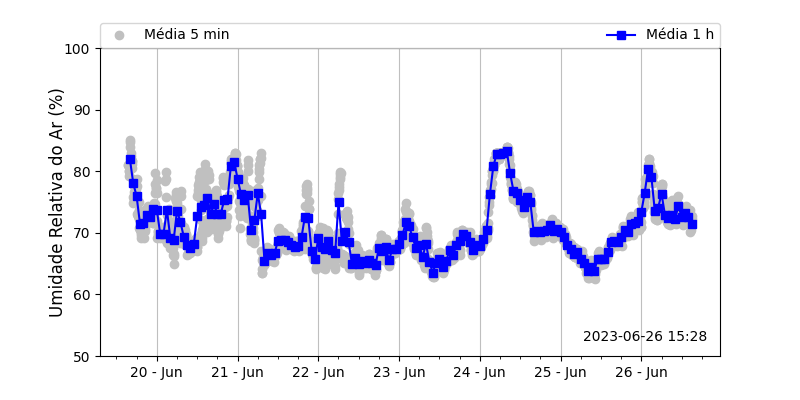 Média 5 min
Média 1 h
Umidade Relativa do Ar (%)
100
90
80
70
60
50
2023-06-26 15:28
20 - Jun
21 - Jun
22 - Jun
23 - Jun
24 - Jun
25 - Jun
26 - Jun